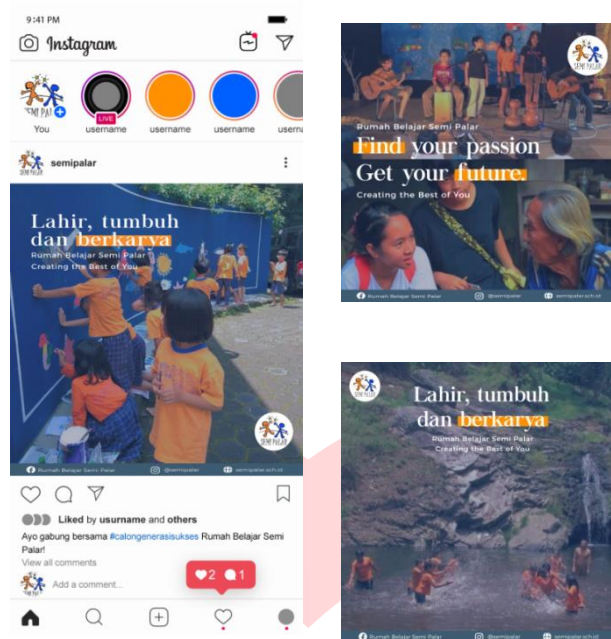 9:41 PM
Instagram
SEMI PALAR
LIVE
You
username
username
username
usern
semipalar
SEMI PALAR
Lahir, tumbuh
dan berkarya
Rumah Belajar Semi Palar
Creating the Best of You
SEMI PALAR
Rumah Belajar Semi Palar
@semipalar
semipalar.sch.id
Liked by usurname and others
Ayo gabung bersama #calongenerasisukses Rumah Belajar Semi
Palar!
View all comments
Add a comment...
2
1
SEMI PALAR
Rumah Belajar Semi Palar
Find your passion
Get your future.
Creating the Best of You
Rumah Belajar Semi Palar
@semipalar
semipalar.sch.id
SEMI PALAR
Lahir, tumbuh
dan berkarya
Rumah Belajar Semi Palar
Creating the Best of You
Rumah Belajar Semi Palar
@semipalar
semipalar.sch.id